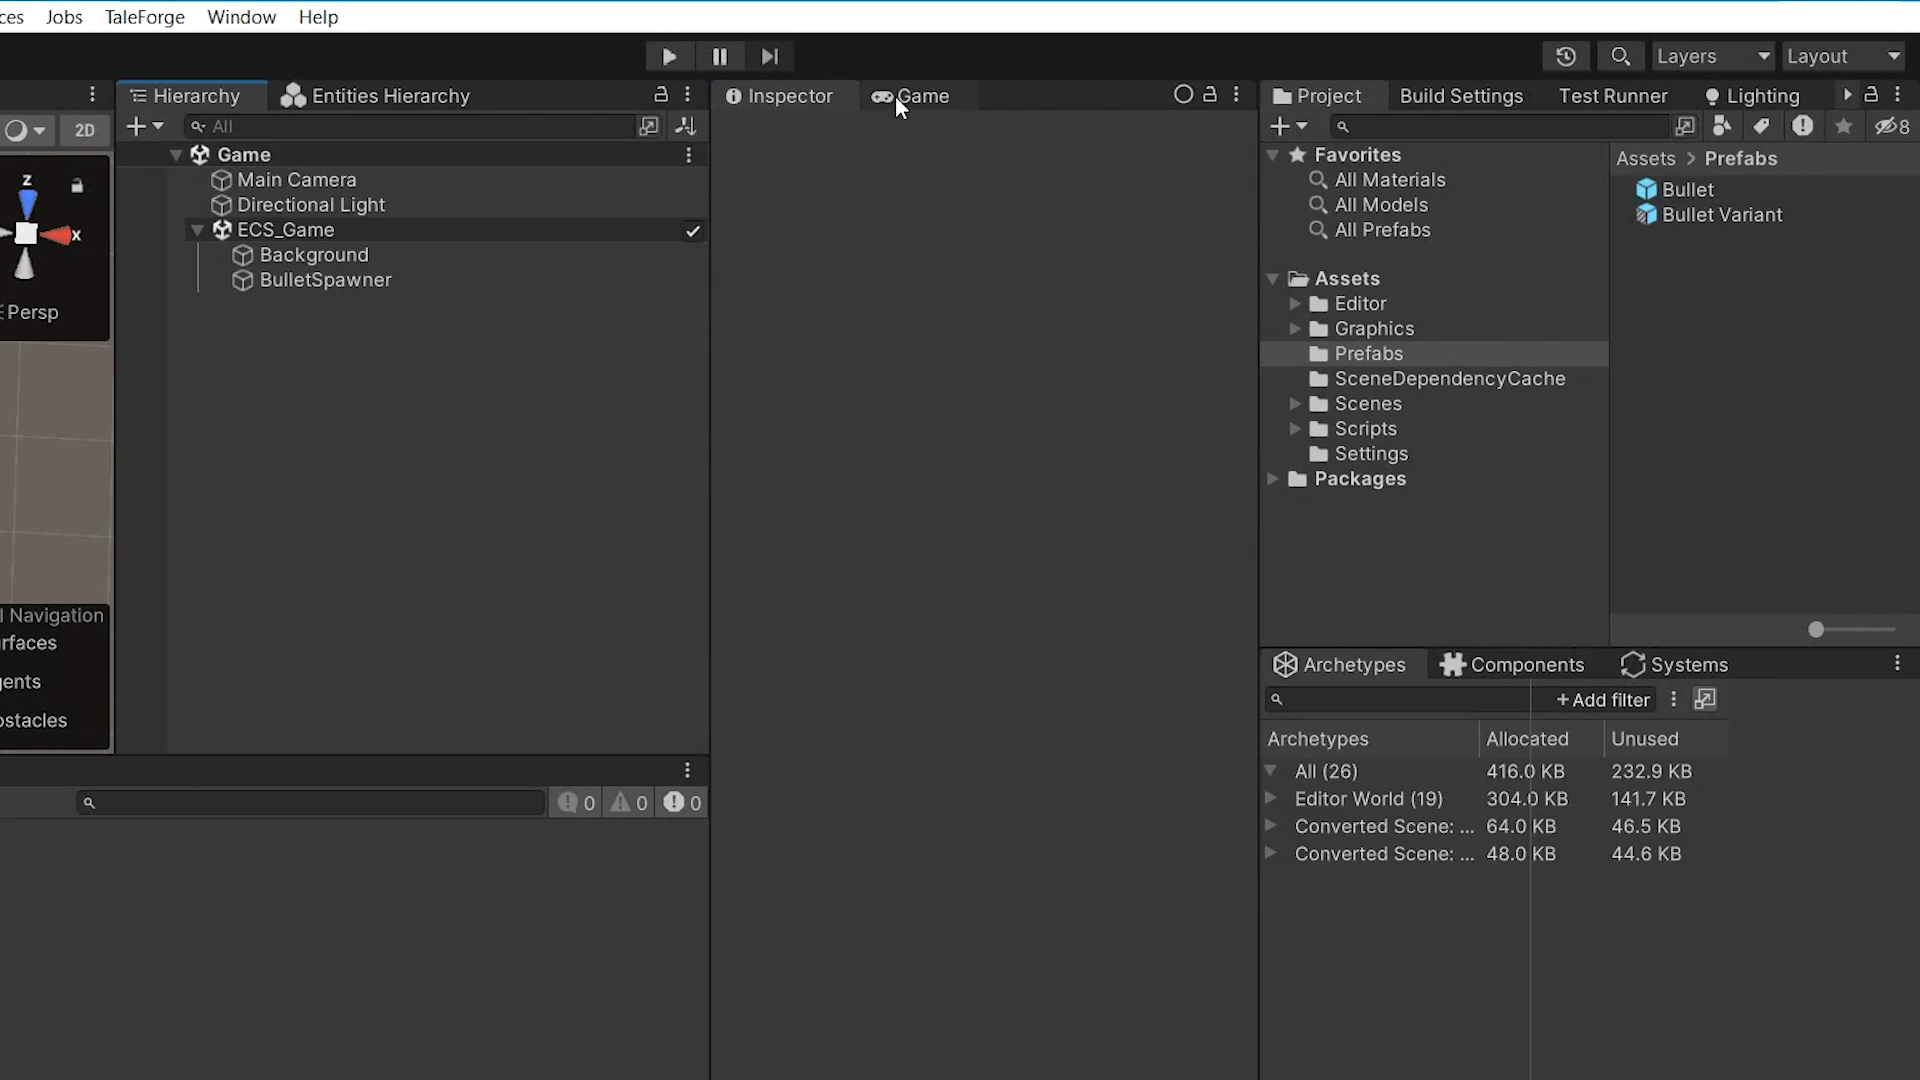 ces Jobs TaleForge Window Help
Layers Layout
Hierarchy Entities Hierarchy
Inspector Game
Project Build Settings Test Runner Lighting
2D
All
8
z
x
Persp
Game
Main Camera
Directional Light
ECS_Game
Background
BulletSpawner
Favorites
All Materials
All Models
All Prefabs
Assets
Editor
Graphics
Prefabs
SceneDependencyCache
Scenes
Scripts
Settings
Packages
Assets > Prefabs
Bullet
Bullet Variant
l Navigation
rfaces
ents
ostacles
0 0 0
Archetypes Components Systems
+ Add filter
Archetypes Allocated Unused
All (26) 416.0 KB 232.9 KB
Editor World (19) 304.0 KB 141.7 KB
Converted Scene: ... 64.0 KB 46.5 KB
Converted Scene: ... 48.0 KB 44.6 KB